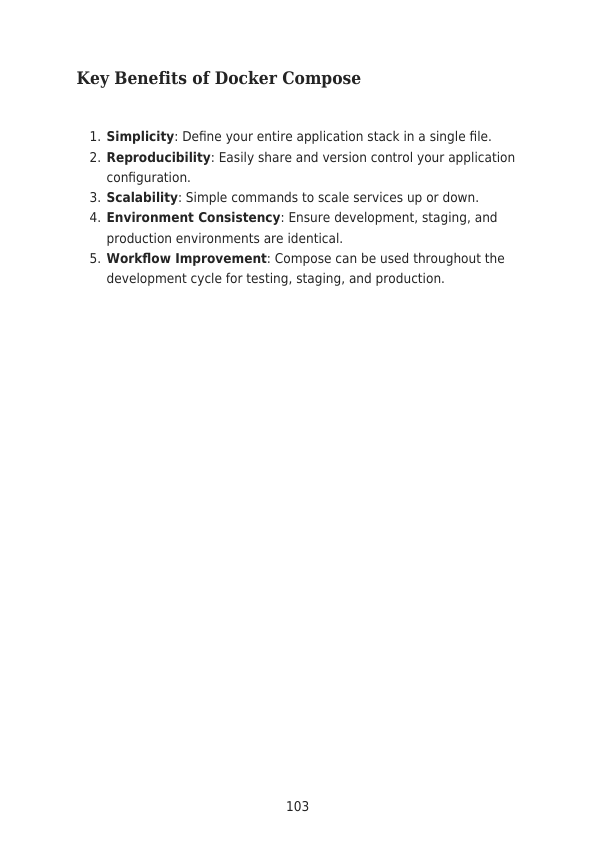 Key Benefits of Docker Compose
1. Simplicity: Define your entire application stack in a single file.
2. Reproducibility: Easily share and version control your application
configuration.
3. Scalability: Simple commands to scale services up or down.
4. Environment Consistency: Ensure development, staging, and
production environments are identical.
5. Workflow Improvement: Compose can be used throughout the
development cycle for testing, staging, and production.
103